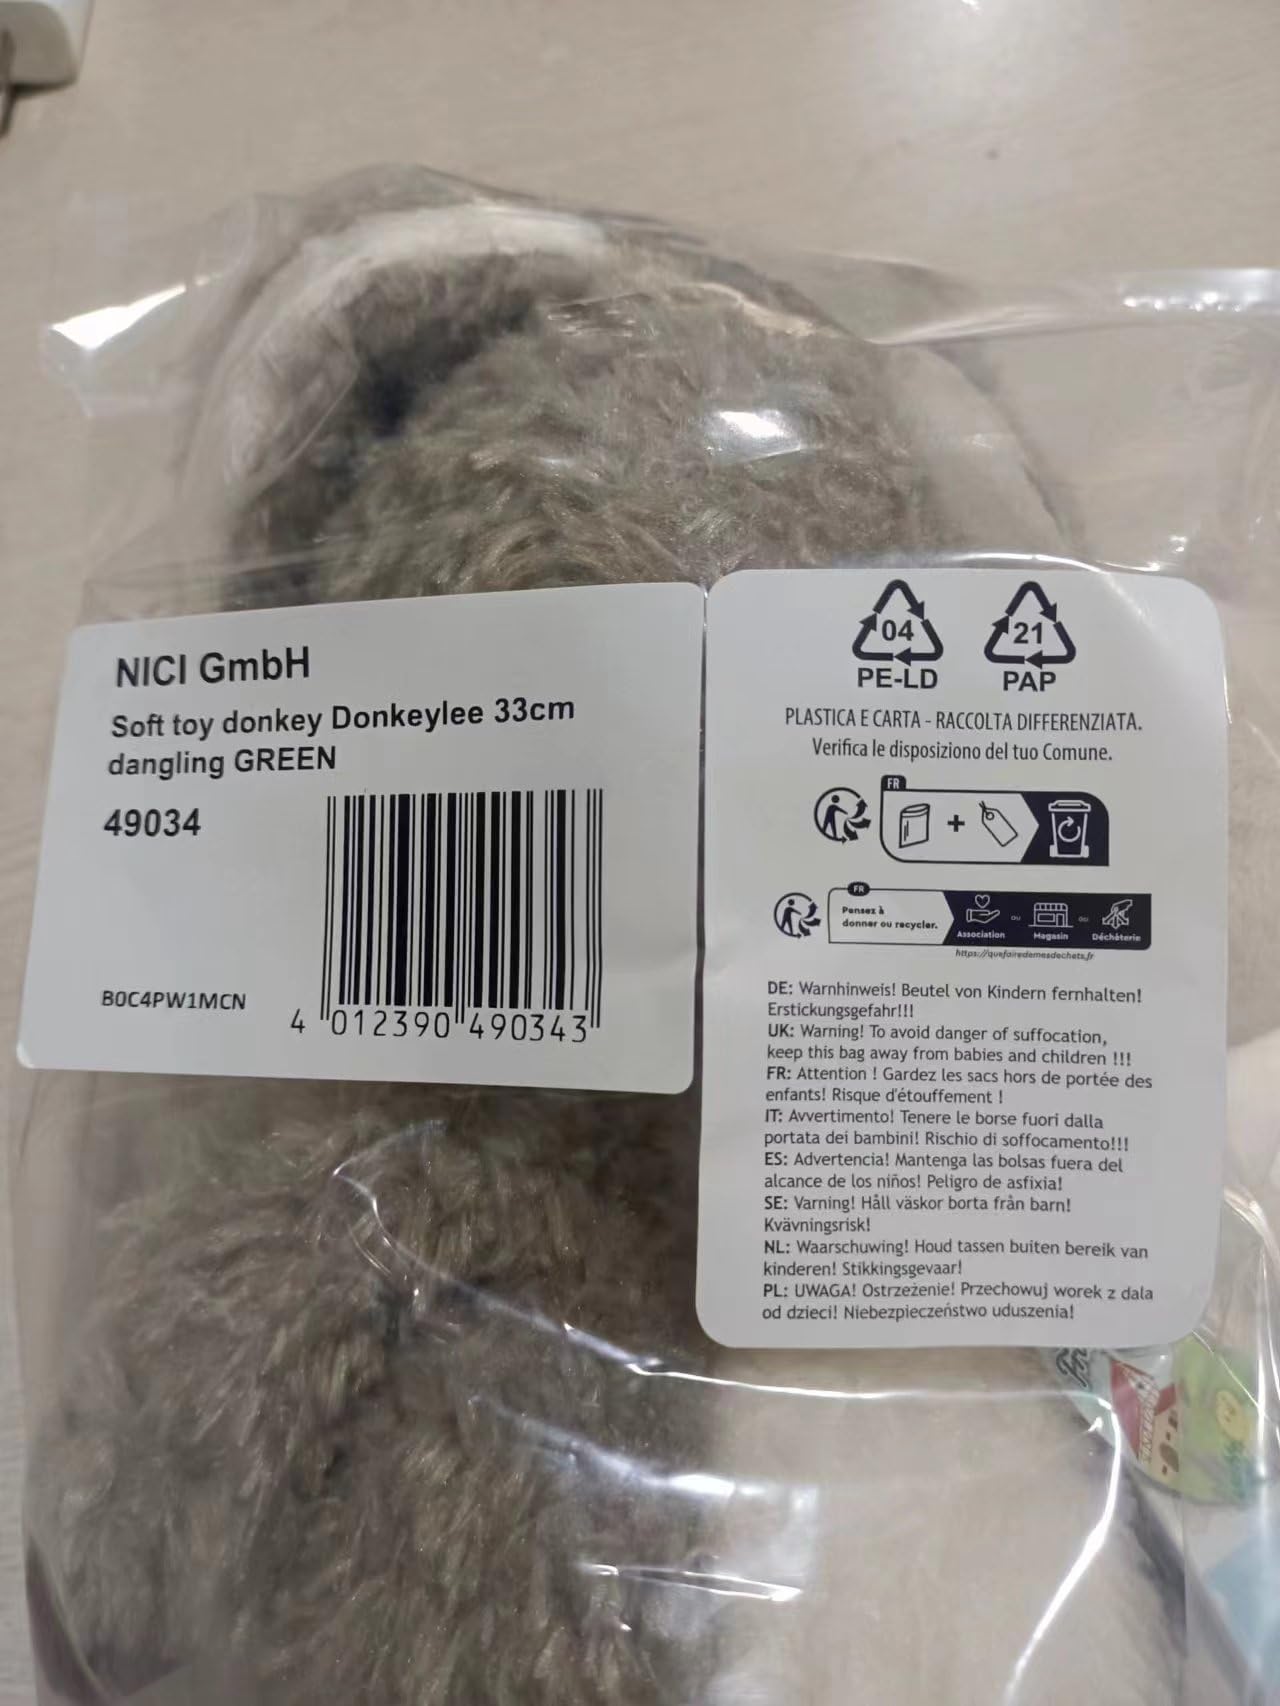 NICI GmbH
Soft toy donkey Donkeylee 33cm
dangling GREEN
49034
B0C4PW1MCN
4 012390 490343
04
PE-LD
21
PAP
PLASTICA E CARTA - RACCOLTA DIFFERENZIATA.
Verifica le disposiziono del tuo Comune.
FR
+
FR
Pensez à
donner ou recycler.
Association
OU
Magasin
OU
Déchèterie
https://quefairedemesdechets.fr
DE: Warnhinweis! Beutel von Kindern fernhalten!
Erstickungsgefahr!!!
UK: Warning! To avoid danger of suffocation,
keep this bag away from babies and children !!!
FR: Attention ! Gardez les sacs hors de portée des
enfants! Risque d'étouffement !
IT: Avvertimento! Tenere le borse fuori dalla
portata dei bambini! Rischio di soffocamento!!!
ES: Advertencia! Mantenga las bolsas fuera del
alcance de los niños! Peligro de asfixia!
SE: Varning! Håll väskor borta från barn!
Kvävningsrisk!
NL: Waarschuwing! Houd tassen buiten bereik van
kinderen! Stikkingsgevaar!
PL: UWAGA! Ostrzeżenie! Przechowuj worek z dala
od dzieci! Niebezpieczeństwo uduszenia!